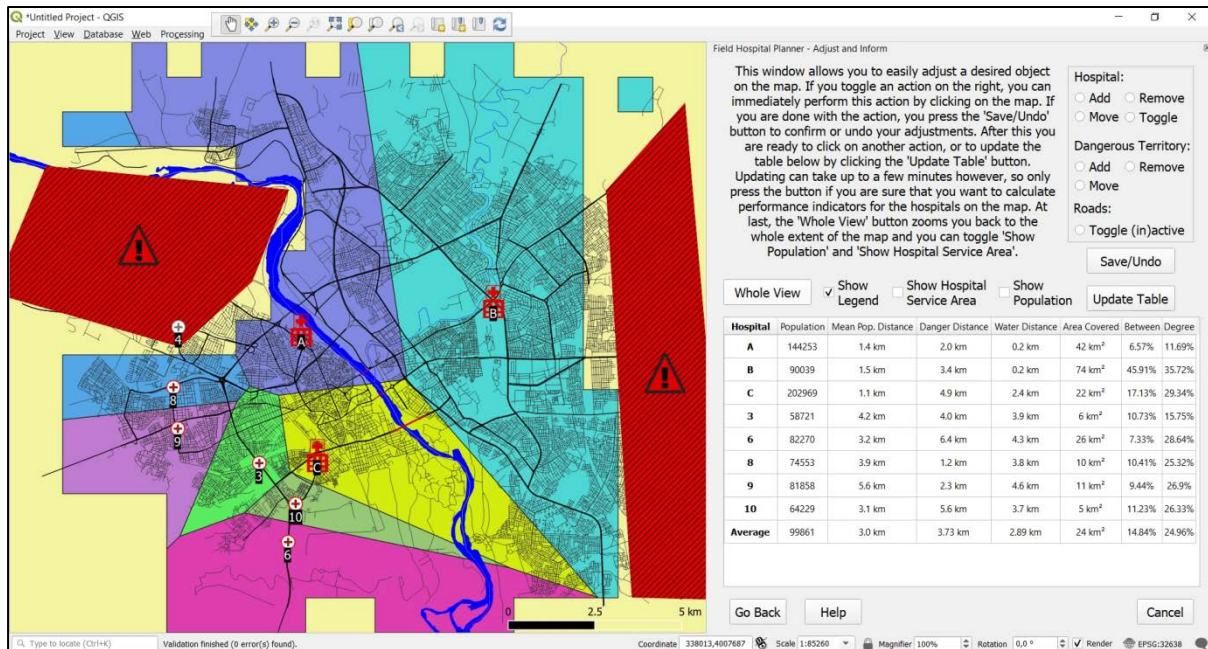 *Untitled Project - QGIS
Project View Database Web Processing
Field Hospital Planner - Adjust and Inform
This window allows you to easily adjust a desired object
on the map. If you toggle an action on the right, you can
immediately perform this action by clicking on the map. If
you are done with the action, you press the 'Save/Undo'
button to confirm or undo your adjustments. After this you
are ready to click on another action, or to update the
table below by clicking the 'Update Table' button.
Updating can take up to a few minutes however, so only
press the button if you are sure that you want to calculate
performance indicators for the hospitals on the map. At
last, the 'Whole View' button zooms you back to the
whole extent of the map and you can toggle 'Show
Population' and 'Show Hospital Service Area'.
Hospital:
Add Remove
Move Toggle
Dangerous Territory:
Add Remove
Move
Roads:
Toggle (in)active
Save/Undo
Whole View
Show
Legend
Show Hospital
Service Area
Show
Population
Update Table
Hospital Population Mean Pop. Distance Danger Distance Water Distance Area Covered Between Degree
A 144253 1.4 km 2.0 km 0.2 km 42 km² 6.57% 11.69%
B 90039 1.5 km 3.4 km 0.2 km 74 km² 45.91% 35.72%
C 202969 1.1 km 4.9 km 2.4 km 22 km² 17.13% 29.34%
3 58721 4.2 km 4.0 km 3.9 km 6 km² 10.73% 15.75%
6 82270 3.2 km 6.4 km 4.3 km 26 km² 7.33% 28.64%
8 74553 3.9 km 1.2 km 3.8 km 10 km² 10.41% 25.32%
9 81858 5.6 km 2.3 km 4.6 km 11 km² 9.44% 26.9%
10 64229 3.1 km 5.6 km 3.7 km 5 km² 11.23% 26.33%
Average 99861 3.0 km 3.73 km 2.89 km 24 km² 14.84% 24.96%
B
4
A
8
9
3
C
10
6
0 2.5 5 km
Go Back Help Cancel
Type to locate (Ctrl+K) Validation finished (0 error(s) found). Coordinate 338013,4007687 Scale 1:85260 Magnifier 100% Rotation 0,0 ° Render EPSG:32638